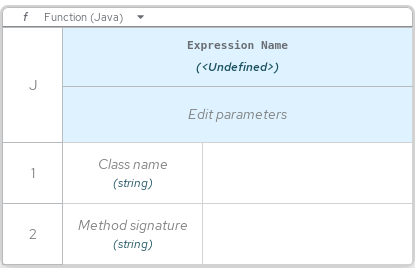 f Function (Java)
Expression Name
(<Undefined>)
J
Edit parameters
1
Class name
(string)
2
Method signature
(string)